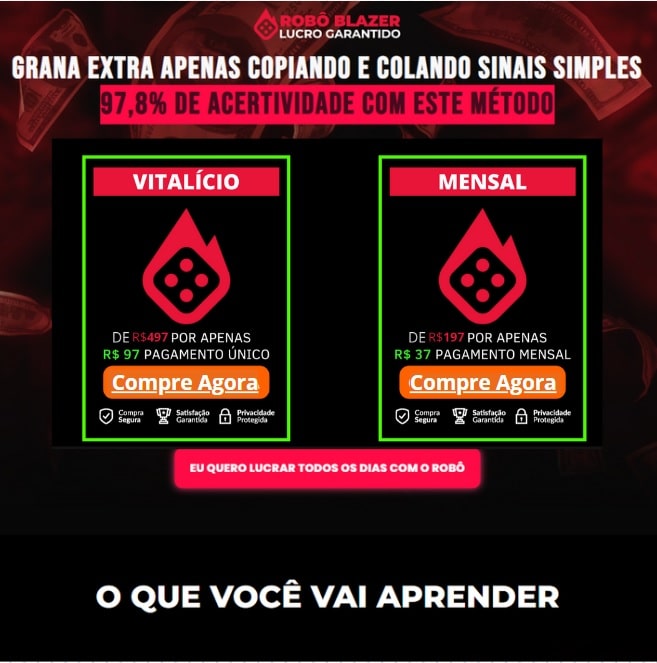 ROBÔ BLAZER
LUCRO GARANTIDO
GRANA EXTRA APENAS COPIANDO E COLANDO SINAIS SIMPLES
97,8% DE ACERTIVIDADE COM ESTE MÉTODO
VITALÍCIO
DE R$497 POR APENAS
R$ 97 PAGAMENTO ÚNICO
Compre Agora
Compra Segura
Satisfação Garantida
Privacidade Protegida
MENSAL
DE R$197 POR APENAS
R$ 37 PAGAMENTO MENSAL
Compre Agora
Compra Segura
Satisfação Garantida
Privacidade Protegida
EU QUERO LUCRAR TODOS OS DIAS COM O ROBÔ
O QUE VOCÊ VAI APRENDER